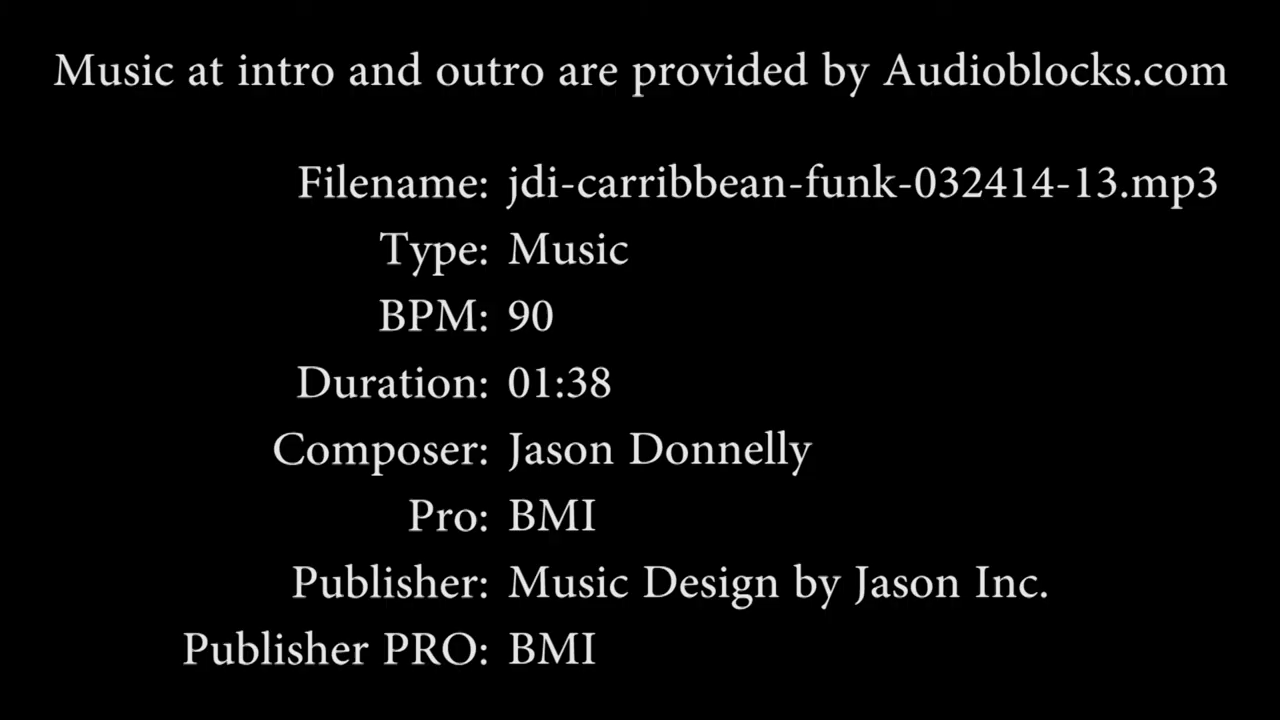 Music at intro and outro are provided by Audioblocks.com
Filename: jdi-carribbean-funk-032414-13.mp3
Type: Music
BPM: 90
Duration: 01:38
Composer: Jason Donnelly
Pro: BMI
Publisher: Music Design by Jason Inc.
Publisher PRO: BMI